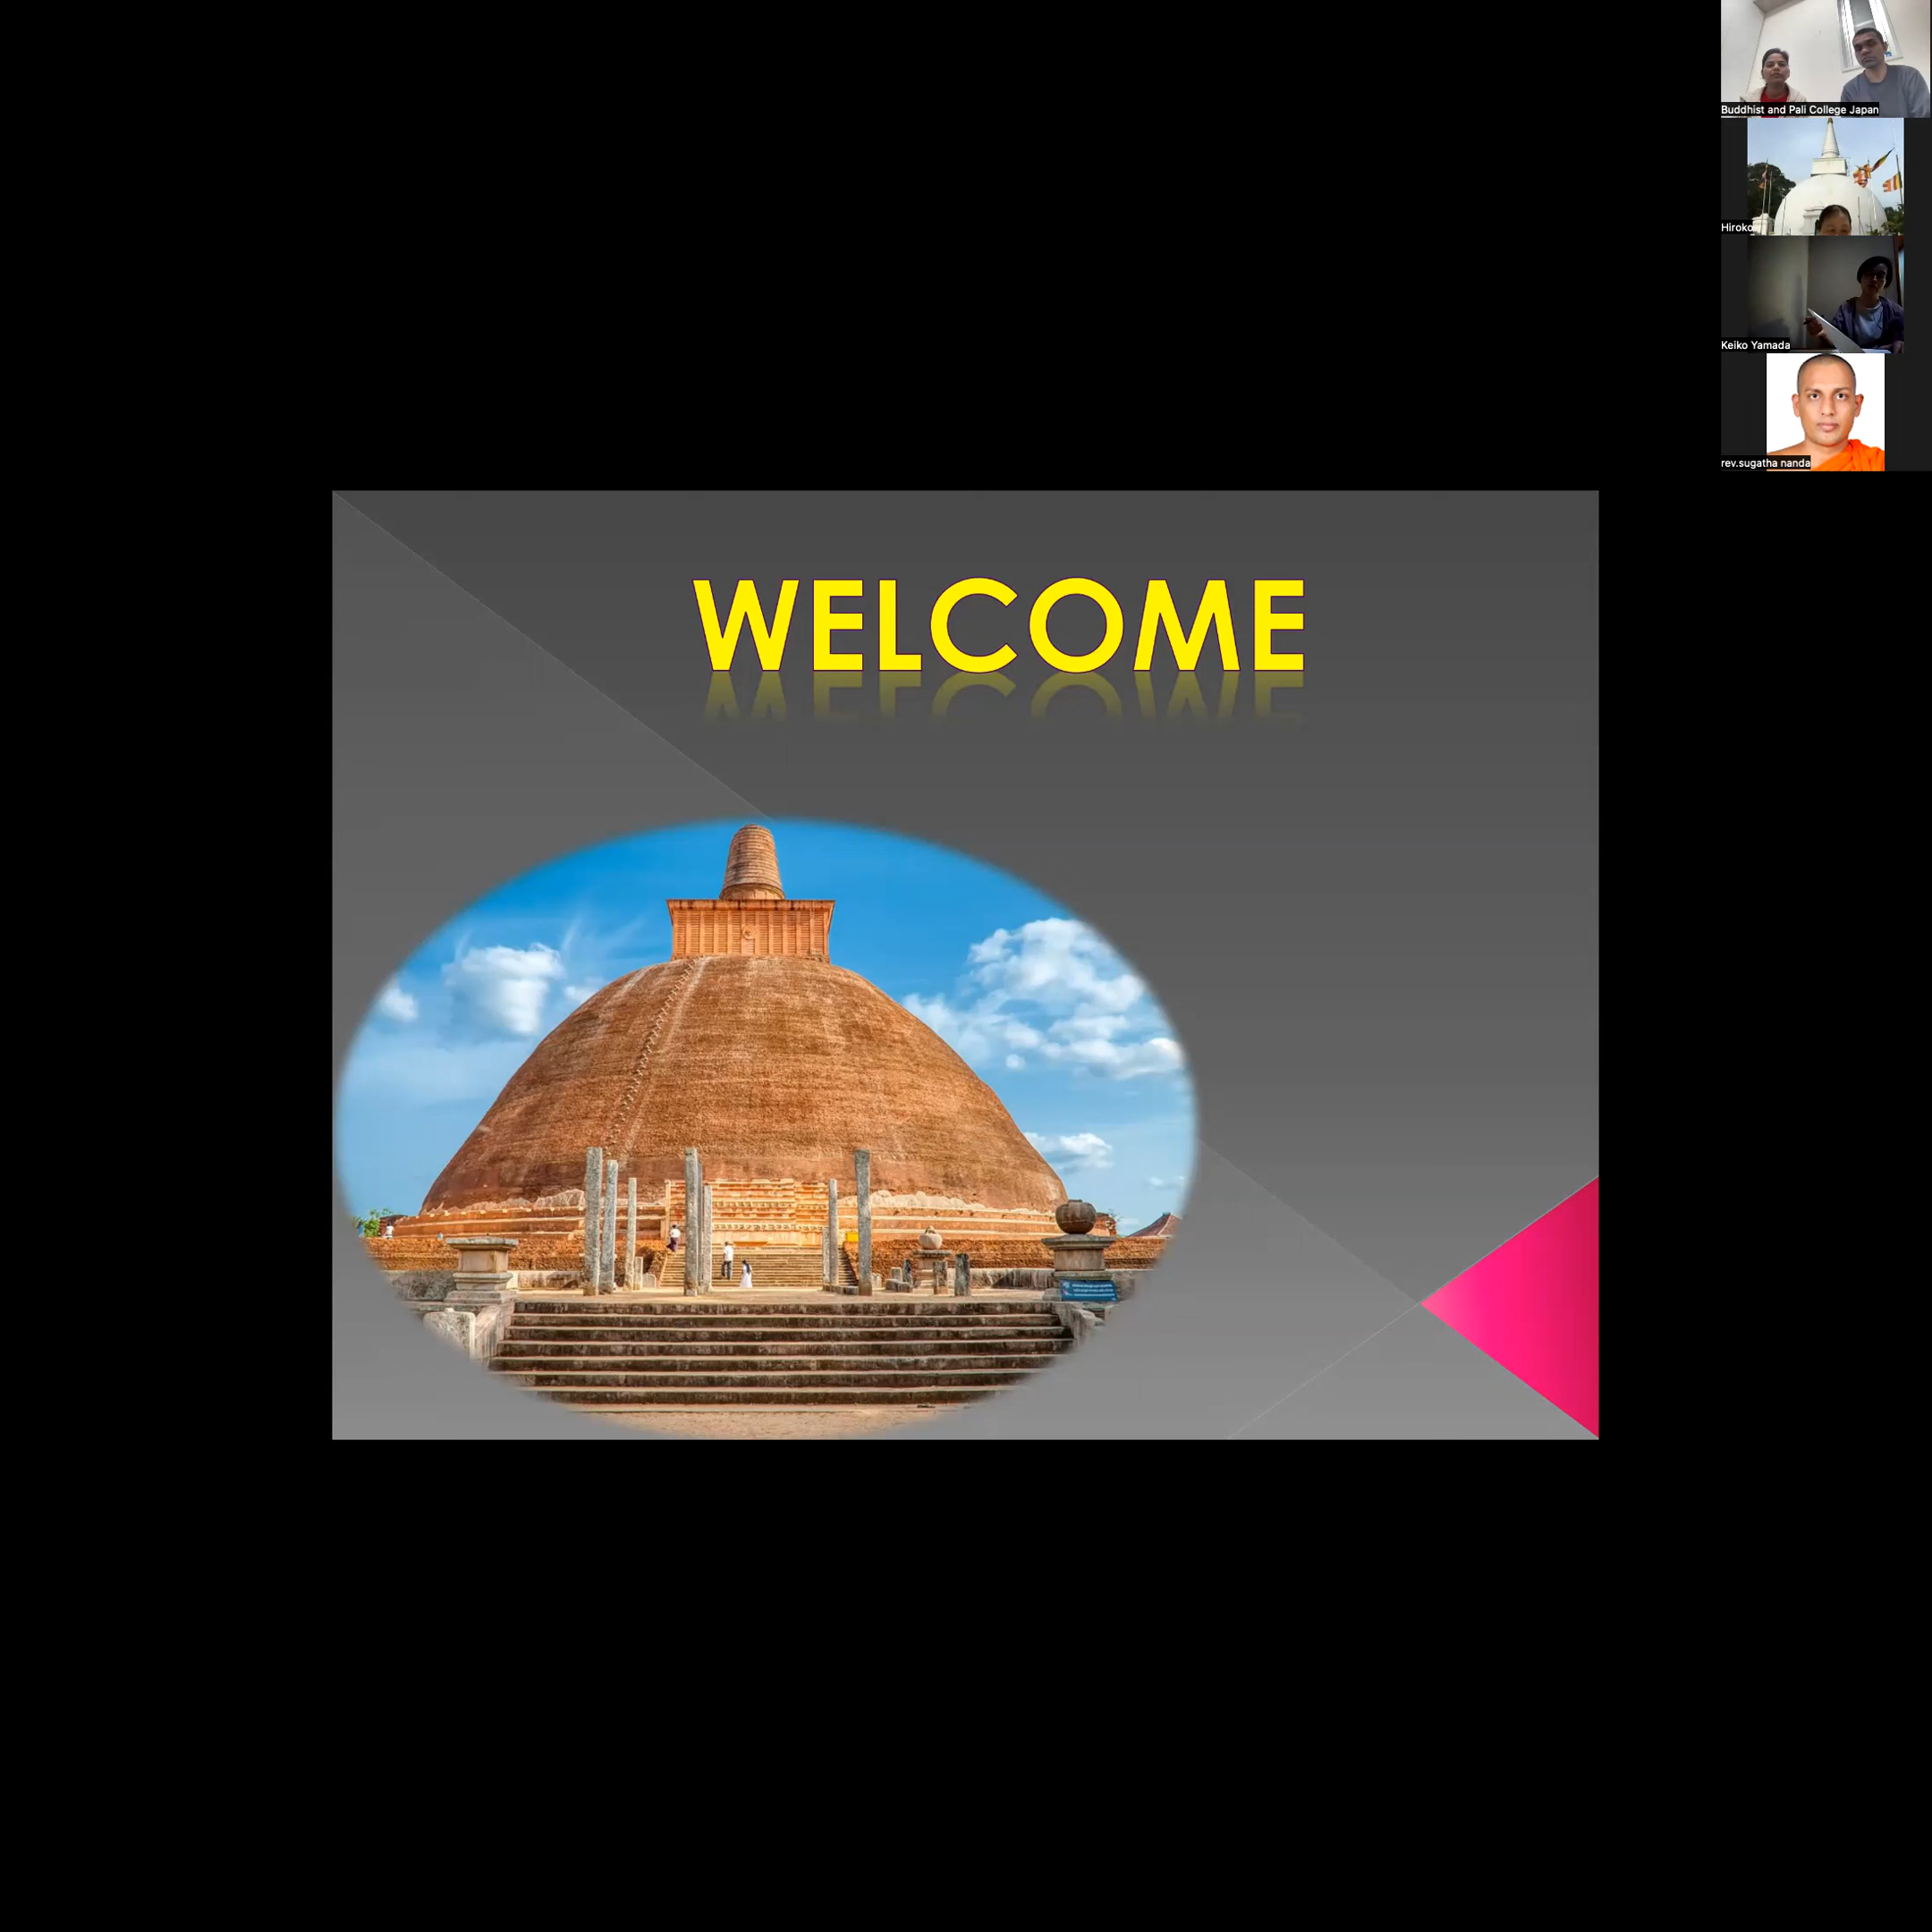 Buddhist and Pali College Japan
Hiroko
Keiko Yamada
rev.sugatha nanda
WELCOME